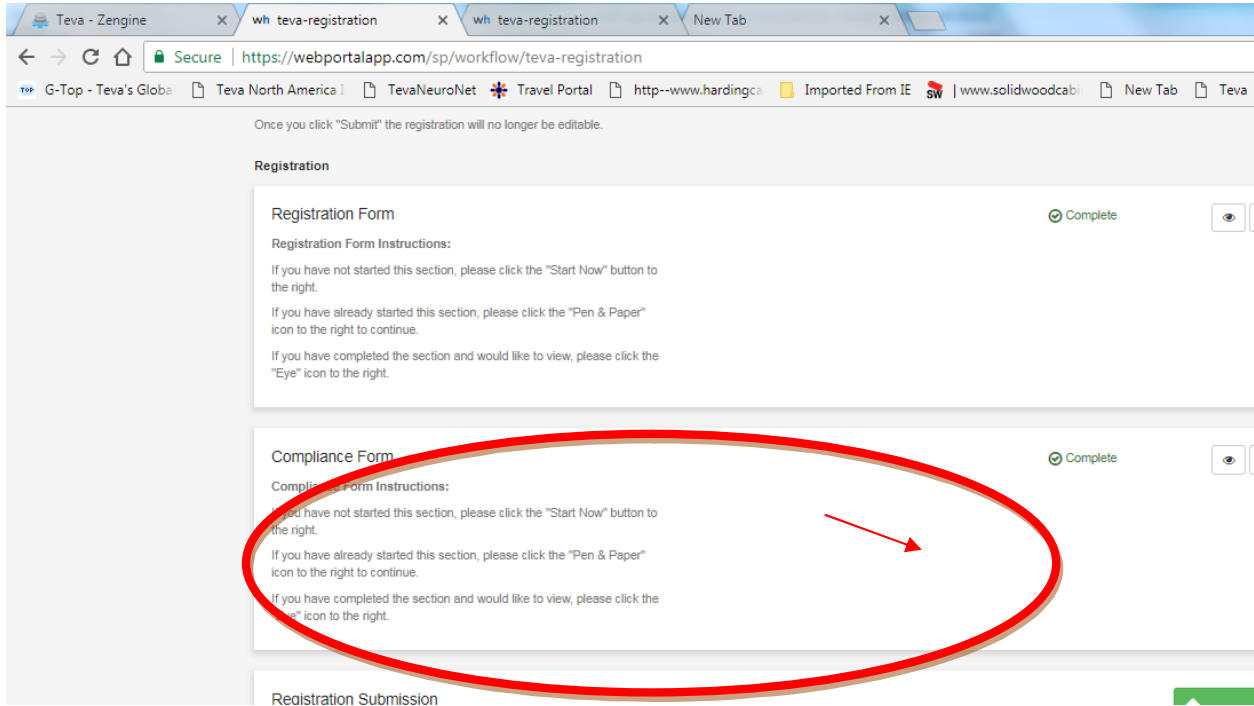 Teva - Zengine
wh teva-registration
wh teva-registration
New Tab
Secure | https://webportalapp.com/sp/workflow/teva-registration
TOP G-Top - Teva's Globa Teva North America I TevaNeuroNet Travel Portal http--www.hardingca Imported From IE SW | www.solidwoodcabi New Tab Teva
Once you click "Submit" the registration will no longer be editable.
Registration
Registration Form
Complete
Registration Form Instructions:
If you have not started this section, please click the "Start Now" button to
the right.
If you have already started this section, please click the "Pen & Paper"
icon to the right to continue.
If you have completed the section and would like to view, please click the
"Eye" icon to the right.
Compliance Form
Complete
Compliance Form Instructions:
If you have not started this section, please click the "Start Now" button to
the right.
If you have already started this section, please click the "Pen & Paper"
icon to the right to continue.
If you have completed the section and would like to view, please click the
"Eye" icon to the right.
Registration Submission